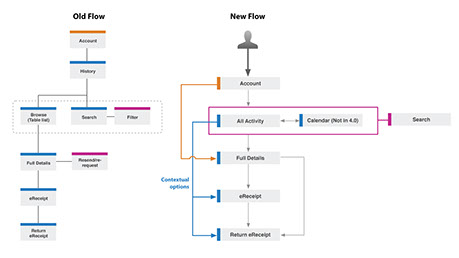 Old Flow
Account
History
Browse
(Table list)
Search
Filter
Full Details
Resend/re-
request
eReceipt
Return
eReceipt
New Flow
Account
All Activity
Calendar (Not in 4.0)
Search
Full Details
Contextual
options
eReceipt
Return eReceipt